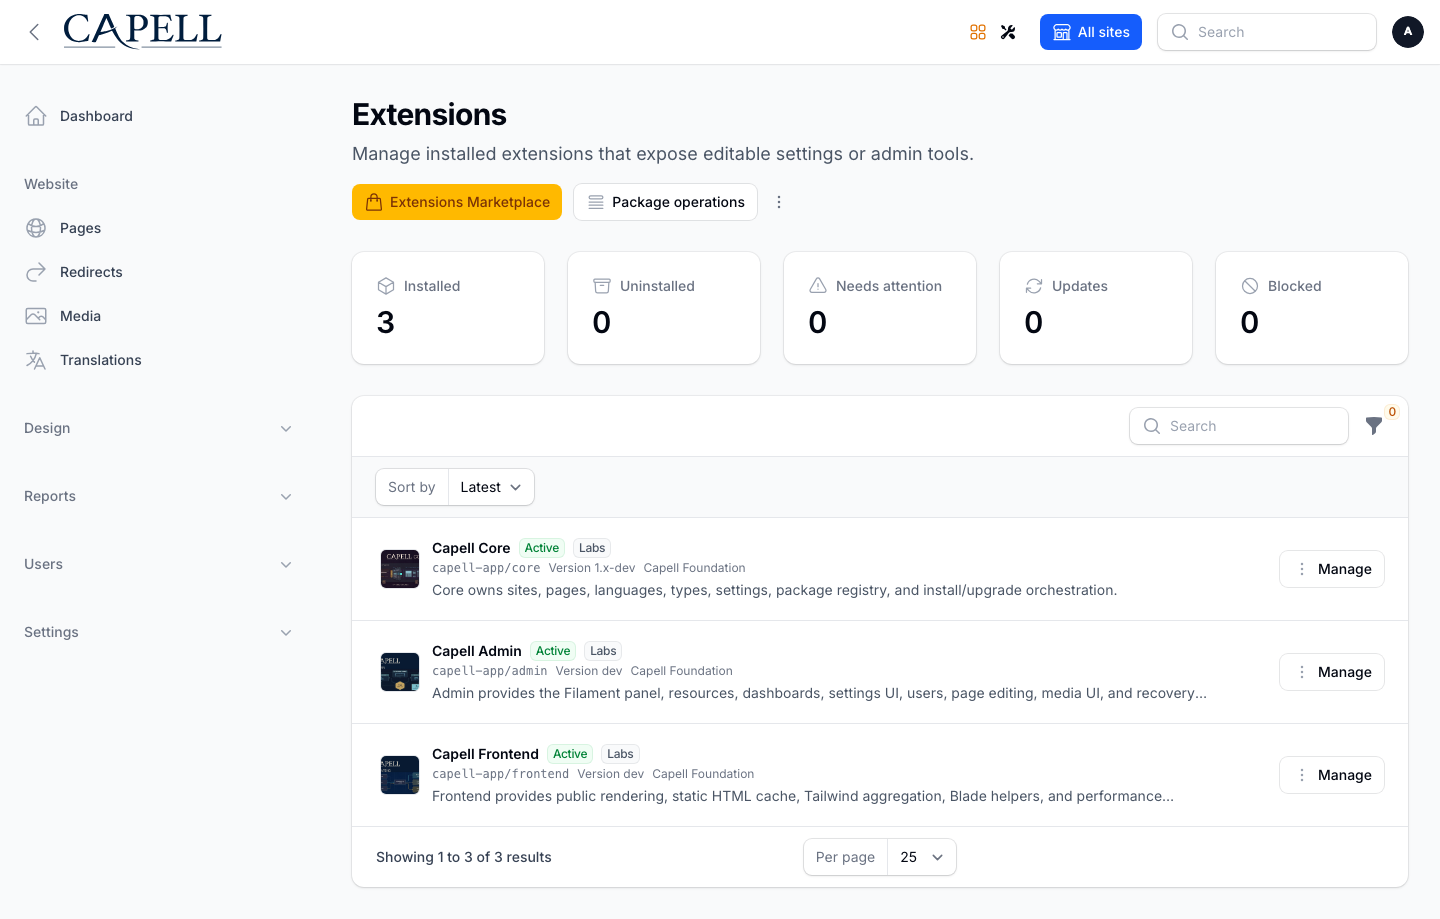 CAPELL
All sites
Search
A
Dashboard
Website
Pages
Redirects
Media
Translations
Design
Reports
Users
Settings
Extensions
Manage installed extensions that expose editable settings or admin tools.
Extensions Marketplace
Package operations
Installed
3
Uninstalled
0
Needs attention
0
Updates
0
Blocked
0
Search
0
Sort by
Latest
Capell Core Active Labs
capell-app/core Version 1.x-dev Capell Foundation
Core owns sites, pages, languages, types, settings, package registry, and install/upgrade orchestration.
Manage
Capell Admin Active Labs
capell-app/admin Version dev Capell Foundation
Admin provides the Filament panel, resources, dashboards, settings UI, users, page editing, media UI, and recovery...
Manage
Capell Frontend Active Labs
capell-app/frontend Version dev Capell Foundation
Frontend provides public rendering, static HTML cache, Tailwind aggregation, Blade helpers, and performance...
Manage
Showing 1 to 3 of 3 results
Per page
25